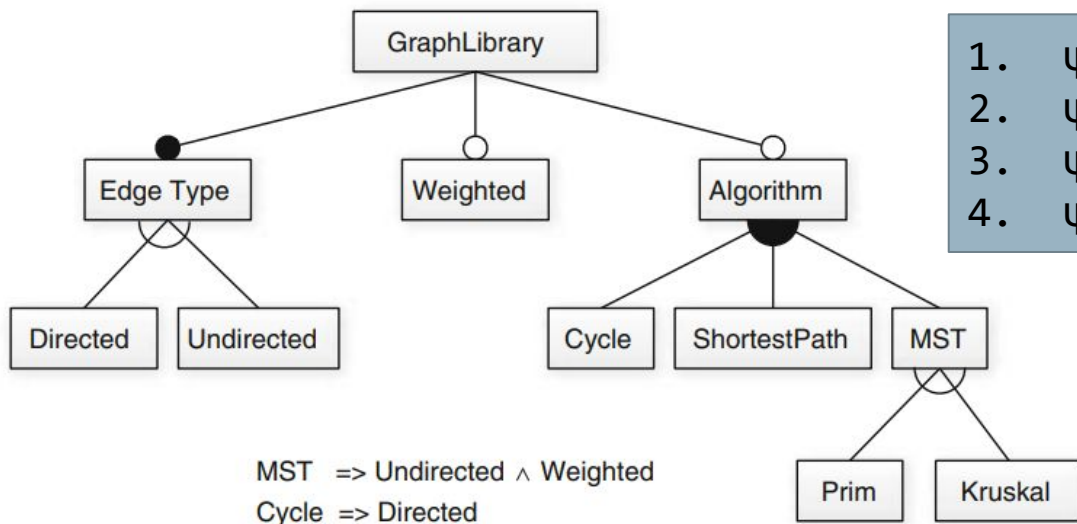 GraphLibrary
1. ψ
2. ψ
3. ψ
4. ψ
Edge Type
Weighted
Algorithm
Directed
Undirected
Cycle
ShortestPath
MST
MST => Undirected ∧ Weighted
Cycle => Directed
Prim
Kruskal